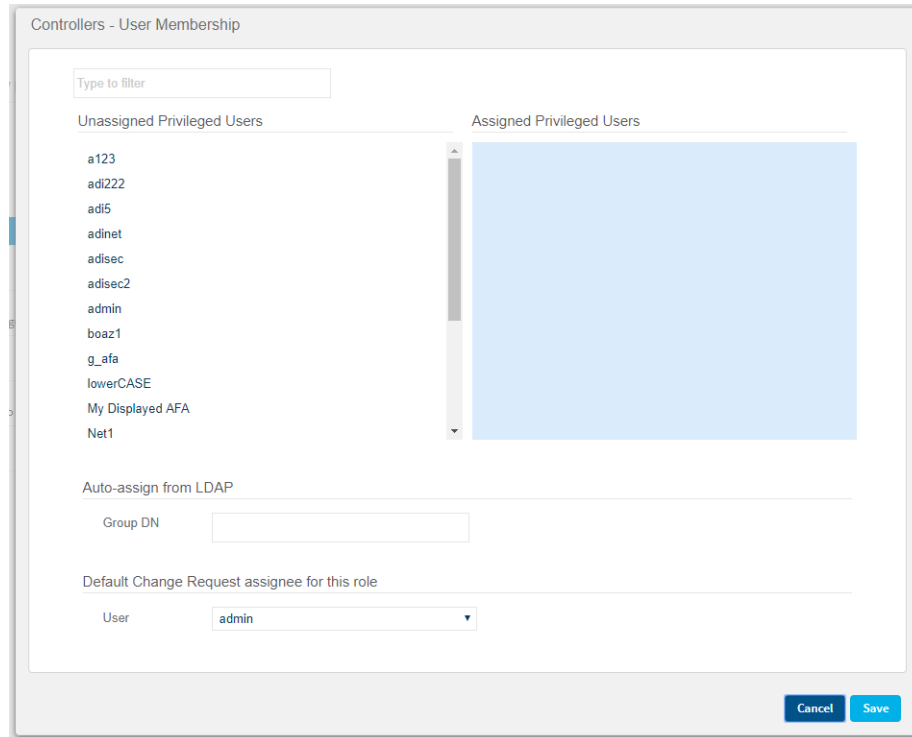 Controllers - User Membership
Type to filter
Unassigned Privileged Users
Assigned Privileged Users
a123
adi222
adi5
adinet
adisec
adisec2
admin
boaz1
g_afa
lowerCASE
My Displayed AFA
Net1
Auto-assign from LDAP
Group DN
Default Change Request assignee for this role
User
admin
Cancel
Save